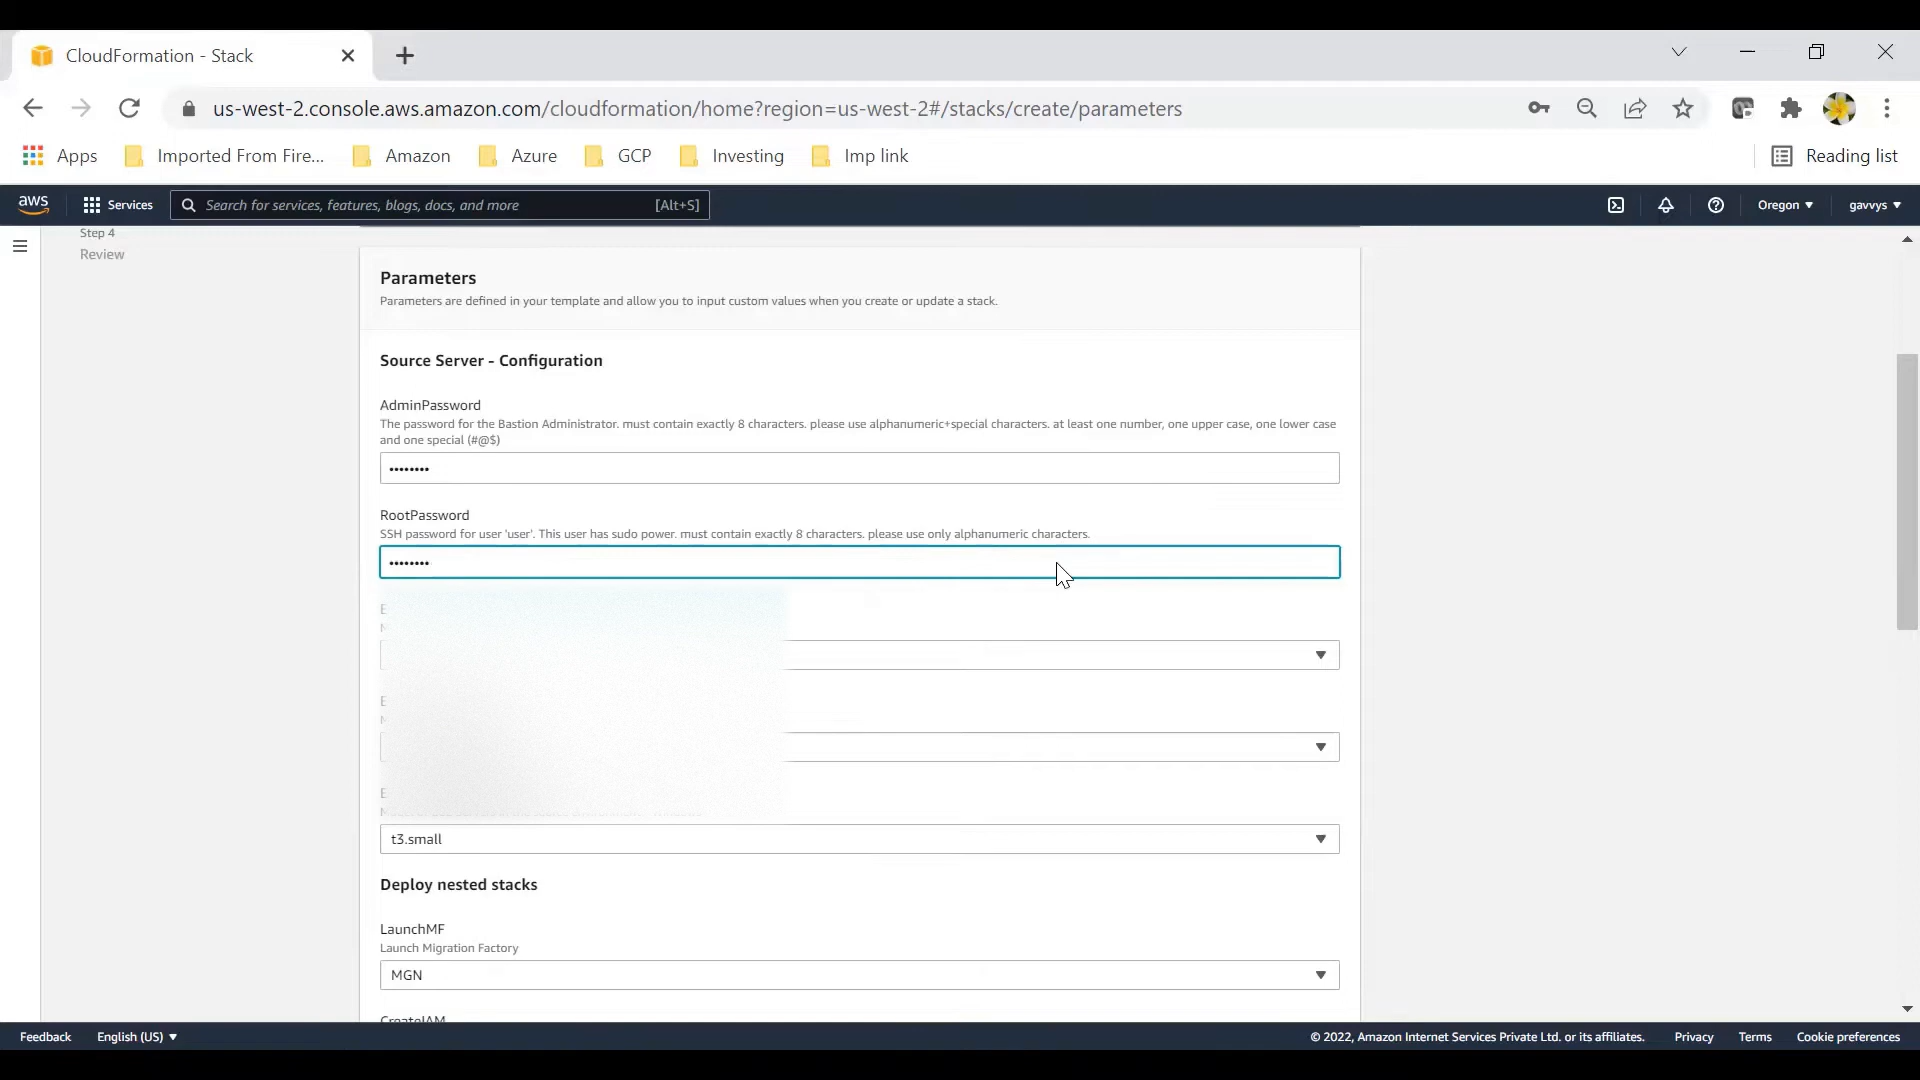 CloudFormation - Stack
us-west-2.console.aws.amazon.com/cloudformation/home?region=us-west-2#/stacks/create/parameters
Apps
Imported From Fire...
Amazon
Azure
GCP
Investing
Imp link
Reading list
aws
Services
Search for services, features, blogs, docs, and more
[Alt+S]
Oregon
gavvys
Step 4
Review
Parameters
Parameters are defined in your template and allow you to input custom values when you create or update a stack.
Source Server - Configuration
AdminPassword
The password for the Bastion Administrator. must contain exactly 8 characters. please use alphanumeric+special characters. at least one number, one upper case, one lower case
and one special (#@$)
••••••••
RootPassword
SSH password for user 'user'. This user has sudo power. must contain exactly 8 characters. please use only alphanumeric characters.
••••••••
t3.small
Deploy nested stacks
LaunchMF
Launch Migration Factory
MGN
CreateIAM
Feedback
English (US)
© 2022, Amazon Internet Services Private Ltd. or its affiliates.
Privacy
Terms
Cookie preferences